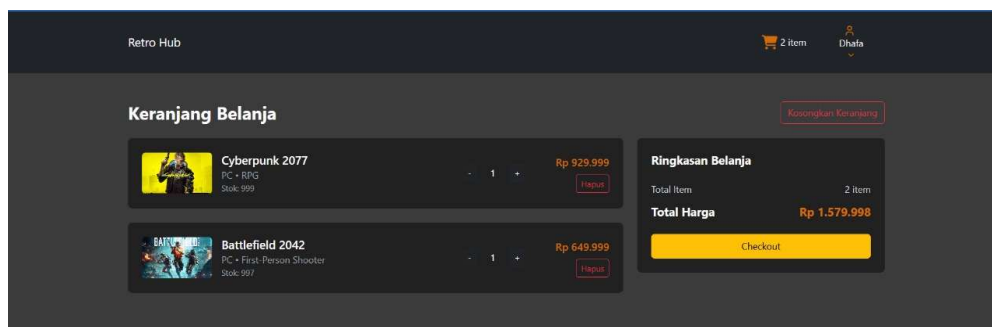 Retro Hub
2 item
Dhafa
Keranjang Belanja
Kosongkan Keranjang
Cyberpunk 2077
PC • RPG
Stok: 999
- 1 +
Rp 929.999
Hapus
BATTLEFIELD
Battlefield 2042
PC • First-Person Shooter
Stok: 997
- 1 +
Rp 649.999
Hapus
Ringkasan Belanja
Total Item 2 item
Total Harga Rp 1.579.998
Checkout